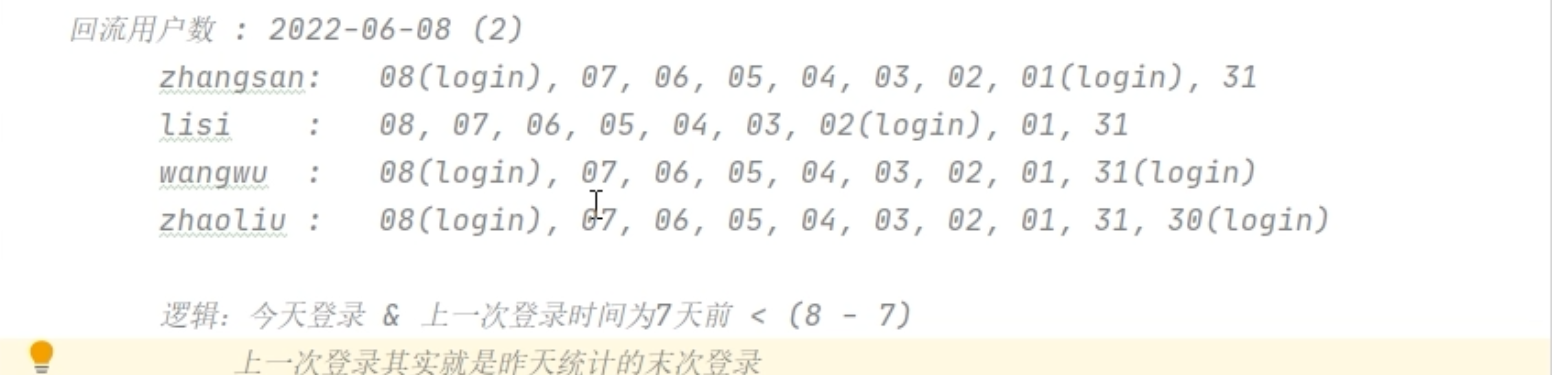 回流用户数 : 2022-06-08 (2)
zhangsan:   08(login), 07, 06, 05, 04, 03, 02, 01(login), 31
lisi    :   08, 07, 06, 05, 04, 03, 02(login), 01, 31
wangwu  :   08(login), 07, 06, 05, 04, 03, 02, 01, 31(login)
zhaoliu :   08(login), 07, 06, 05, 04, 03, 02, 01, 31, 30(login)
逻辑: 今天登录 & 上一次登录时间为7天前 < (8 - 7)
上一次登录其实就是昨天统计的末次登录